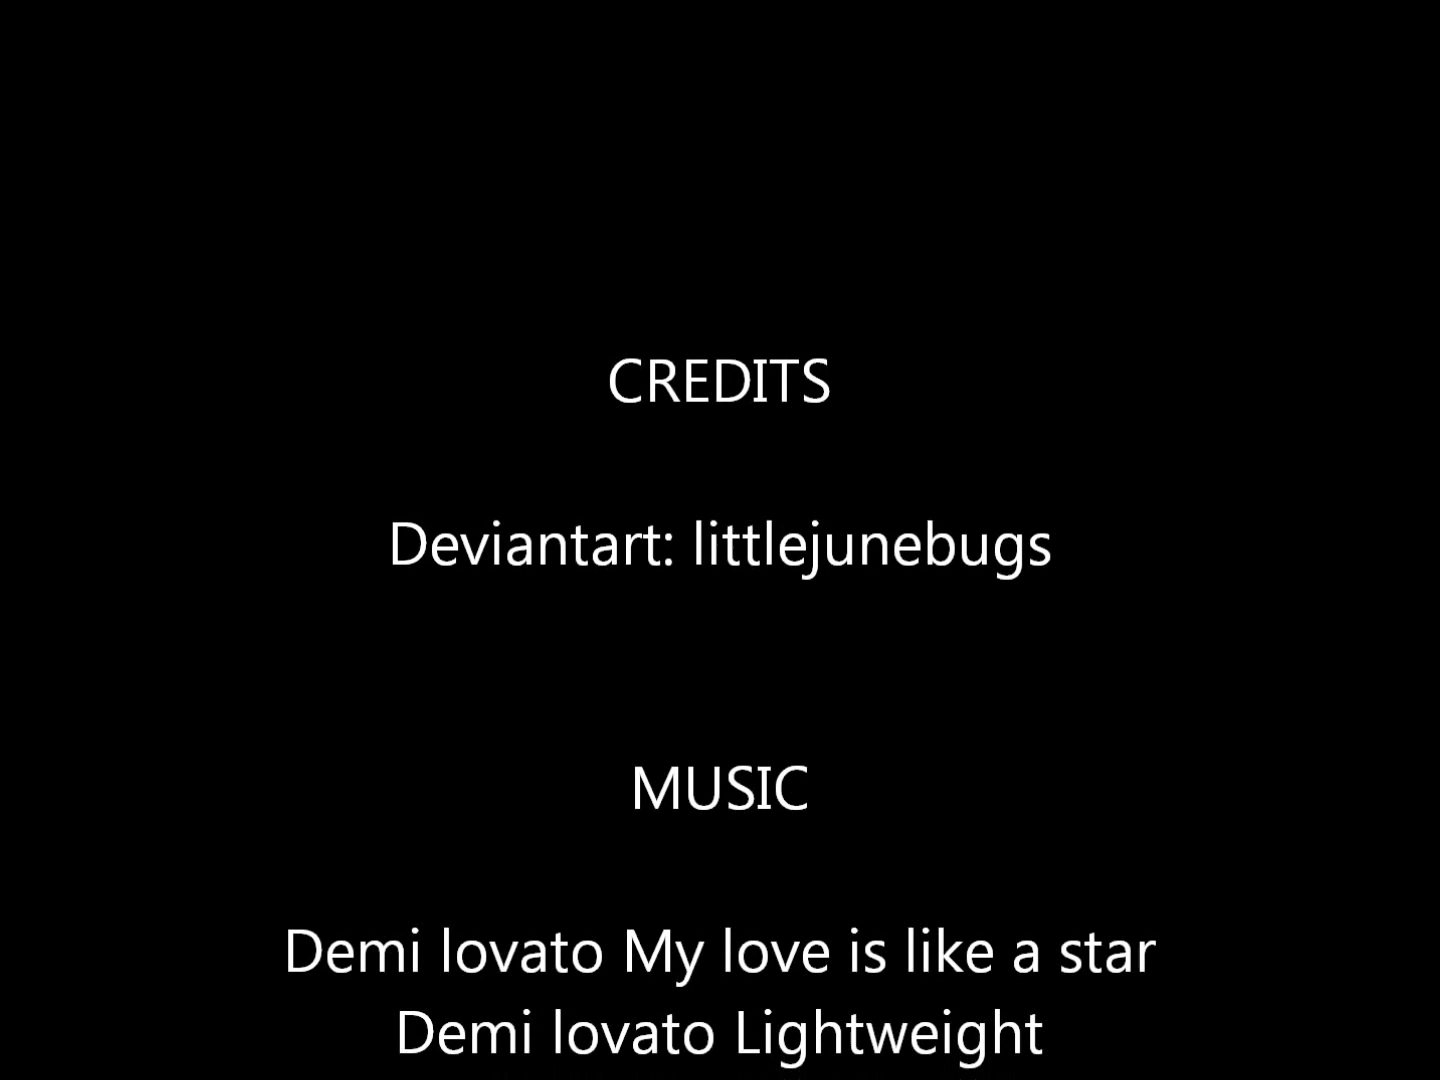 CREDITS
Deviantart: littlejunebugs
MUSIC
Demi lovato My love is like a star
Demi lovato Lightweight